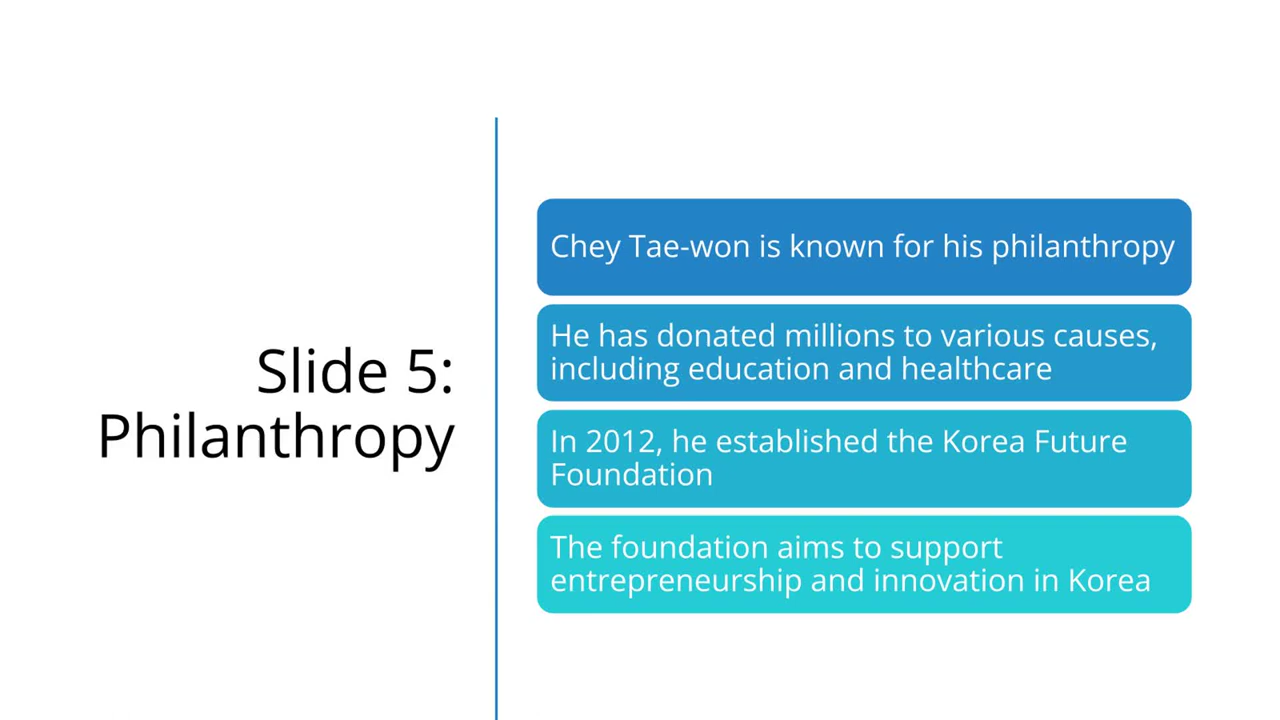 Slide 5:
Philanthropy
Chey Tae-won is known for his philanthropy
He has donated millions to various causes,
including education and healthcare
In 2012, he established the Korea Future
Foundation
The foundation aims to support
entrepreneurship and innovation in Korea